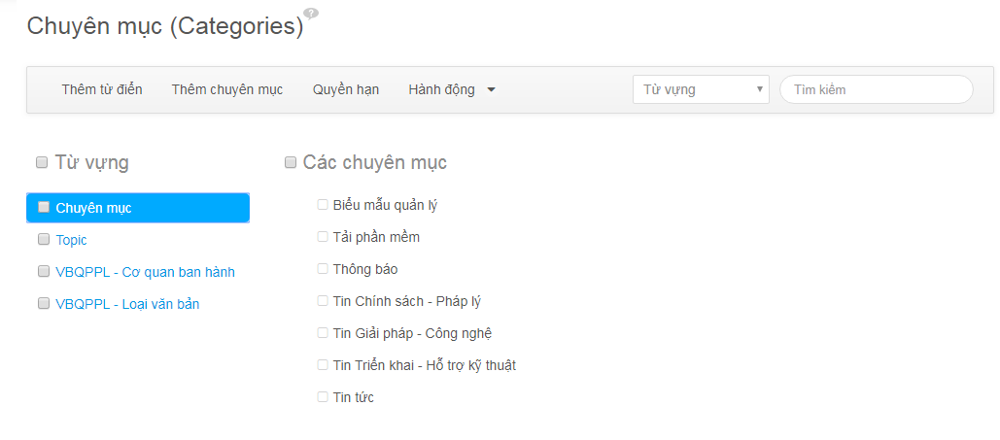 Chuyên mục (Categories)
?
Thêm từ điển Thêm chuyên mục Quyền hạn Hành động Từ vựng Tìm kiếm
Từ vựng
Chuyên mục
Topic
VBQPPL - Cơ quan ban hành
VBQPPL - Loại văn bản
Các chuyên mục
Biểu mẫu quản lý
Tải phần mềm
Thông báo
Tin Chính sách - Pháp lý
Tin Giải pháp - Công nghệ
Tin Triển khai - Hỗ trợ kỹ thuật
Tin tức